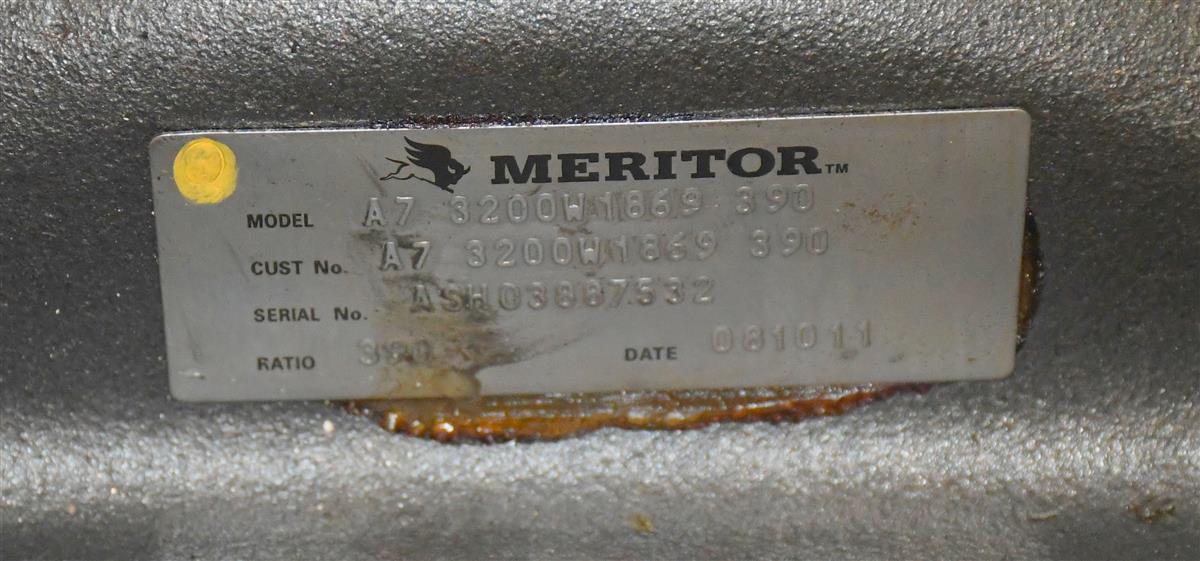 MERITOR™
MODEL A7 3200W1869 390
CUST No. A7 3200W1869 390
SERIAL No. ASH03887532
RATIO 390 DATE 081011